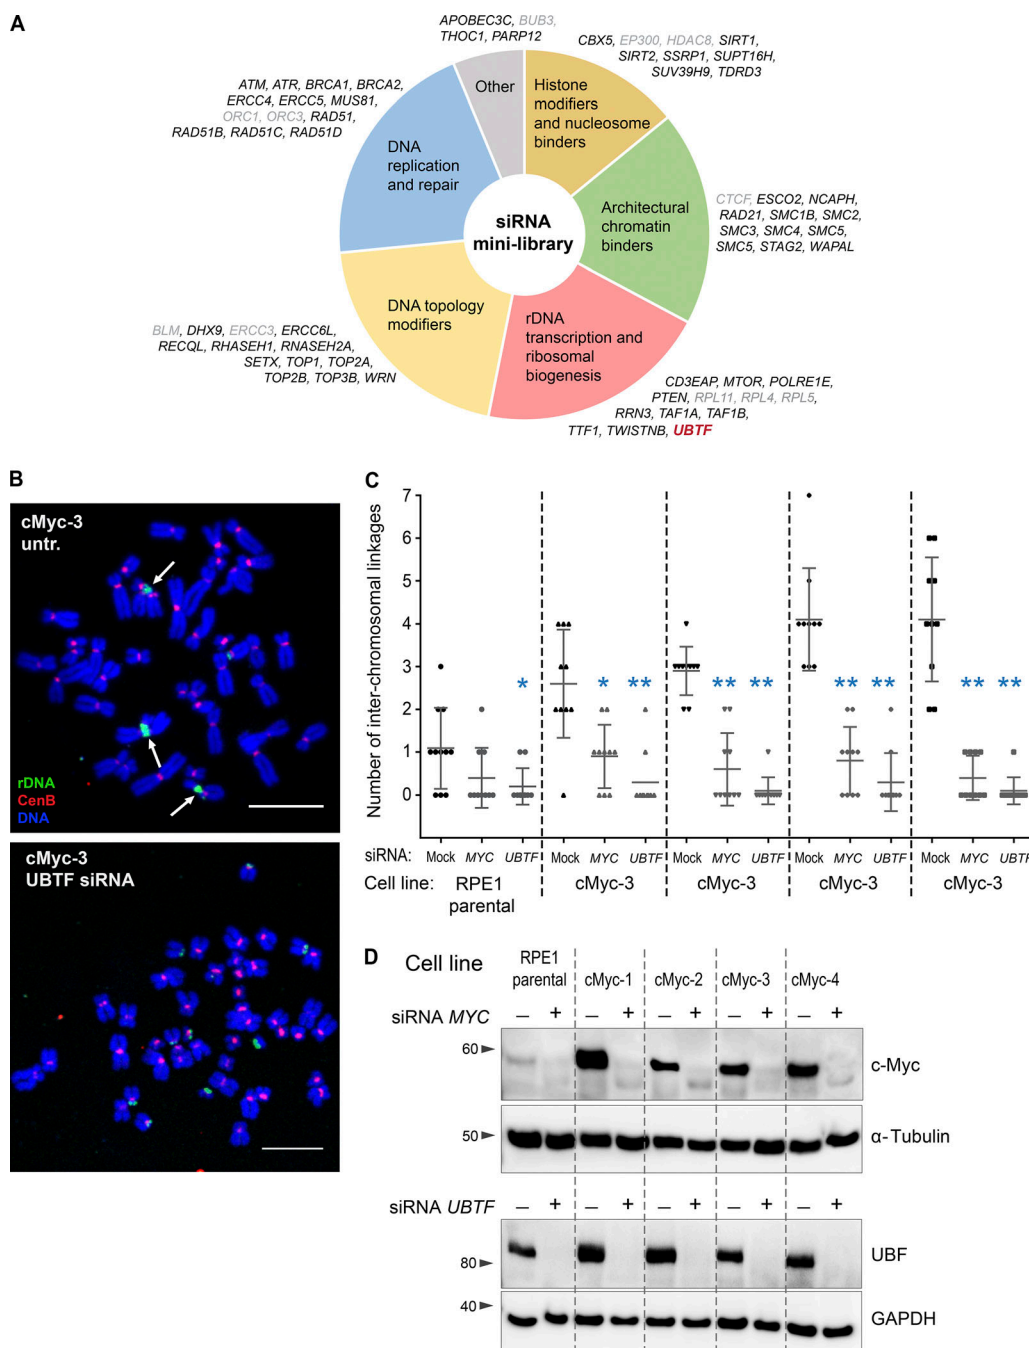 A
APOBEC3C, BUB3,
THOC1, PARP12
CBX5, EP300, HDAC8, SIRT1,
SIRT2, SSRP1, SUPT16H,
SUV39H9, TDRD3
ATM, ATR, BRCA1, BRCA2,
ERCC4, ERCC5, MUS81,
ORC1, ORC3, RAD51,
RAD51B, RAD51C, RAD51D
Other
Histone
modifiers
and nucleosome
binders
DNA
replication
and repair
siRNA
mini-library
Architectural
chromatin
binders
CTCF, ESCO2, NCAPH,
RAD21, SMC1B, SMC2,
SMC3, SMC4, SMC5,
SMC5, STAG2, WAPAL
DNA topology
modifiers
rDNA
transcription and
ribosomal
biogenesis
BLM, DHX9, ERCC3, ERCC6L,
RECQL, RHASEH1, RNASEH2A,
SETX, TOP1, TOP2A,
TOP2B, TOP3B, WRN
CD3EAP, MTOR, POLRE1E,
PTEN, RPL11, RPL4, RPL5,
RRN3, TAF1A, TAF1B,
TTF1, TWISTNB, UBTF
B
cMyc-3
untr.
rDNA
CenB
DNA
cMyc-3
UBTF siRNA
C
Number of inter-chromosomal linkages
7
6
5
4
3
2
1
0
* * ** ** ** ** ** ** **
siRNA: Mock MYC UBTF Mock MYC UBTF Mock MYC UBTF Mock MYC UBTF Mock MYC UBTF
Cell line: RPE1 parental cMyc-3 cMyc-3 cMyc-3 cMyc-3
D
Cell line
RPE1
parental cMyc-1 cMyc-2 cMyc-3 cMyc-4
siRNA MYC – + – + – + – + – +
60
c-Myc
50
α-Tubulin
siRNA UBTF – + – + – + – + – +
80
UBF
40
GAPDH